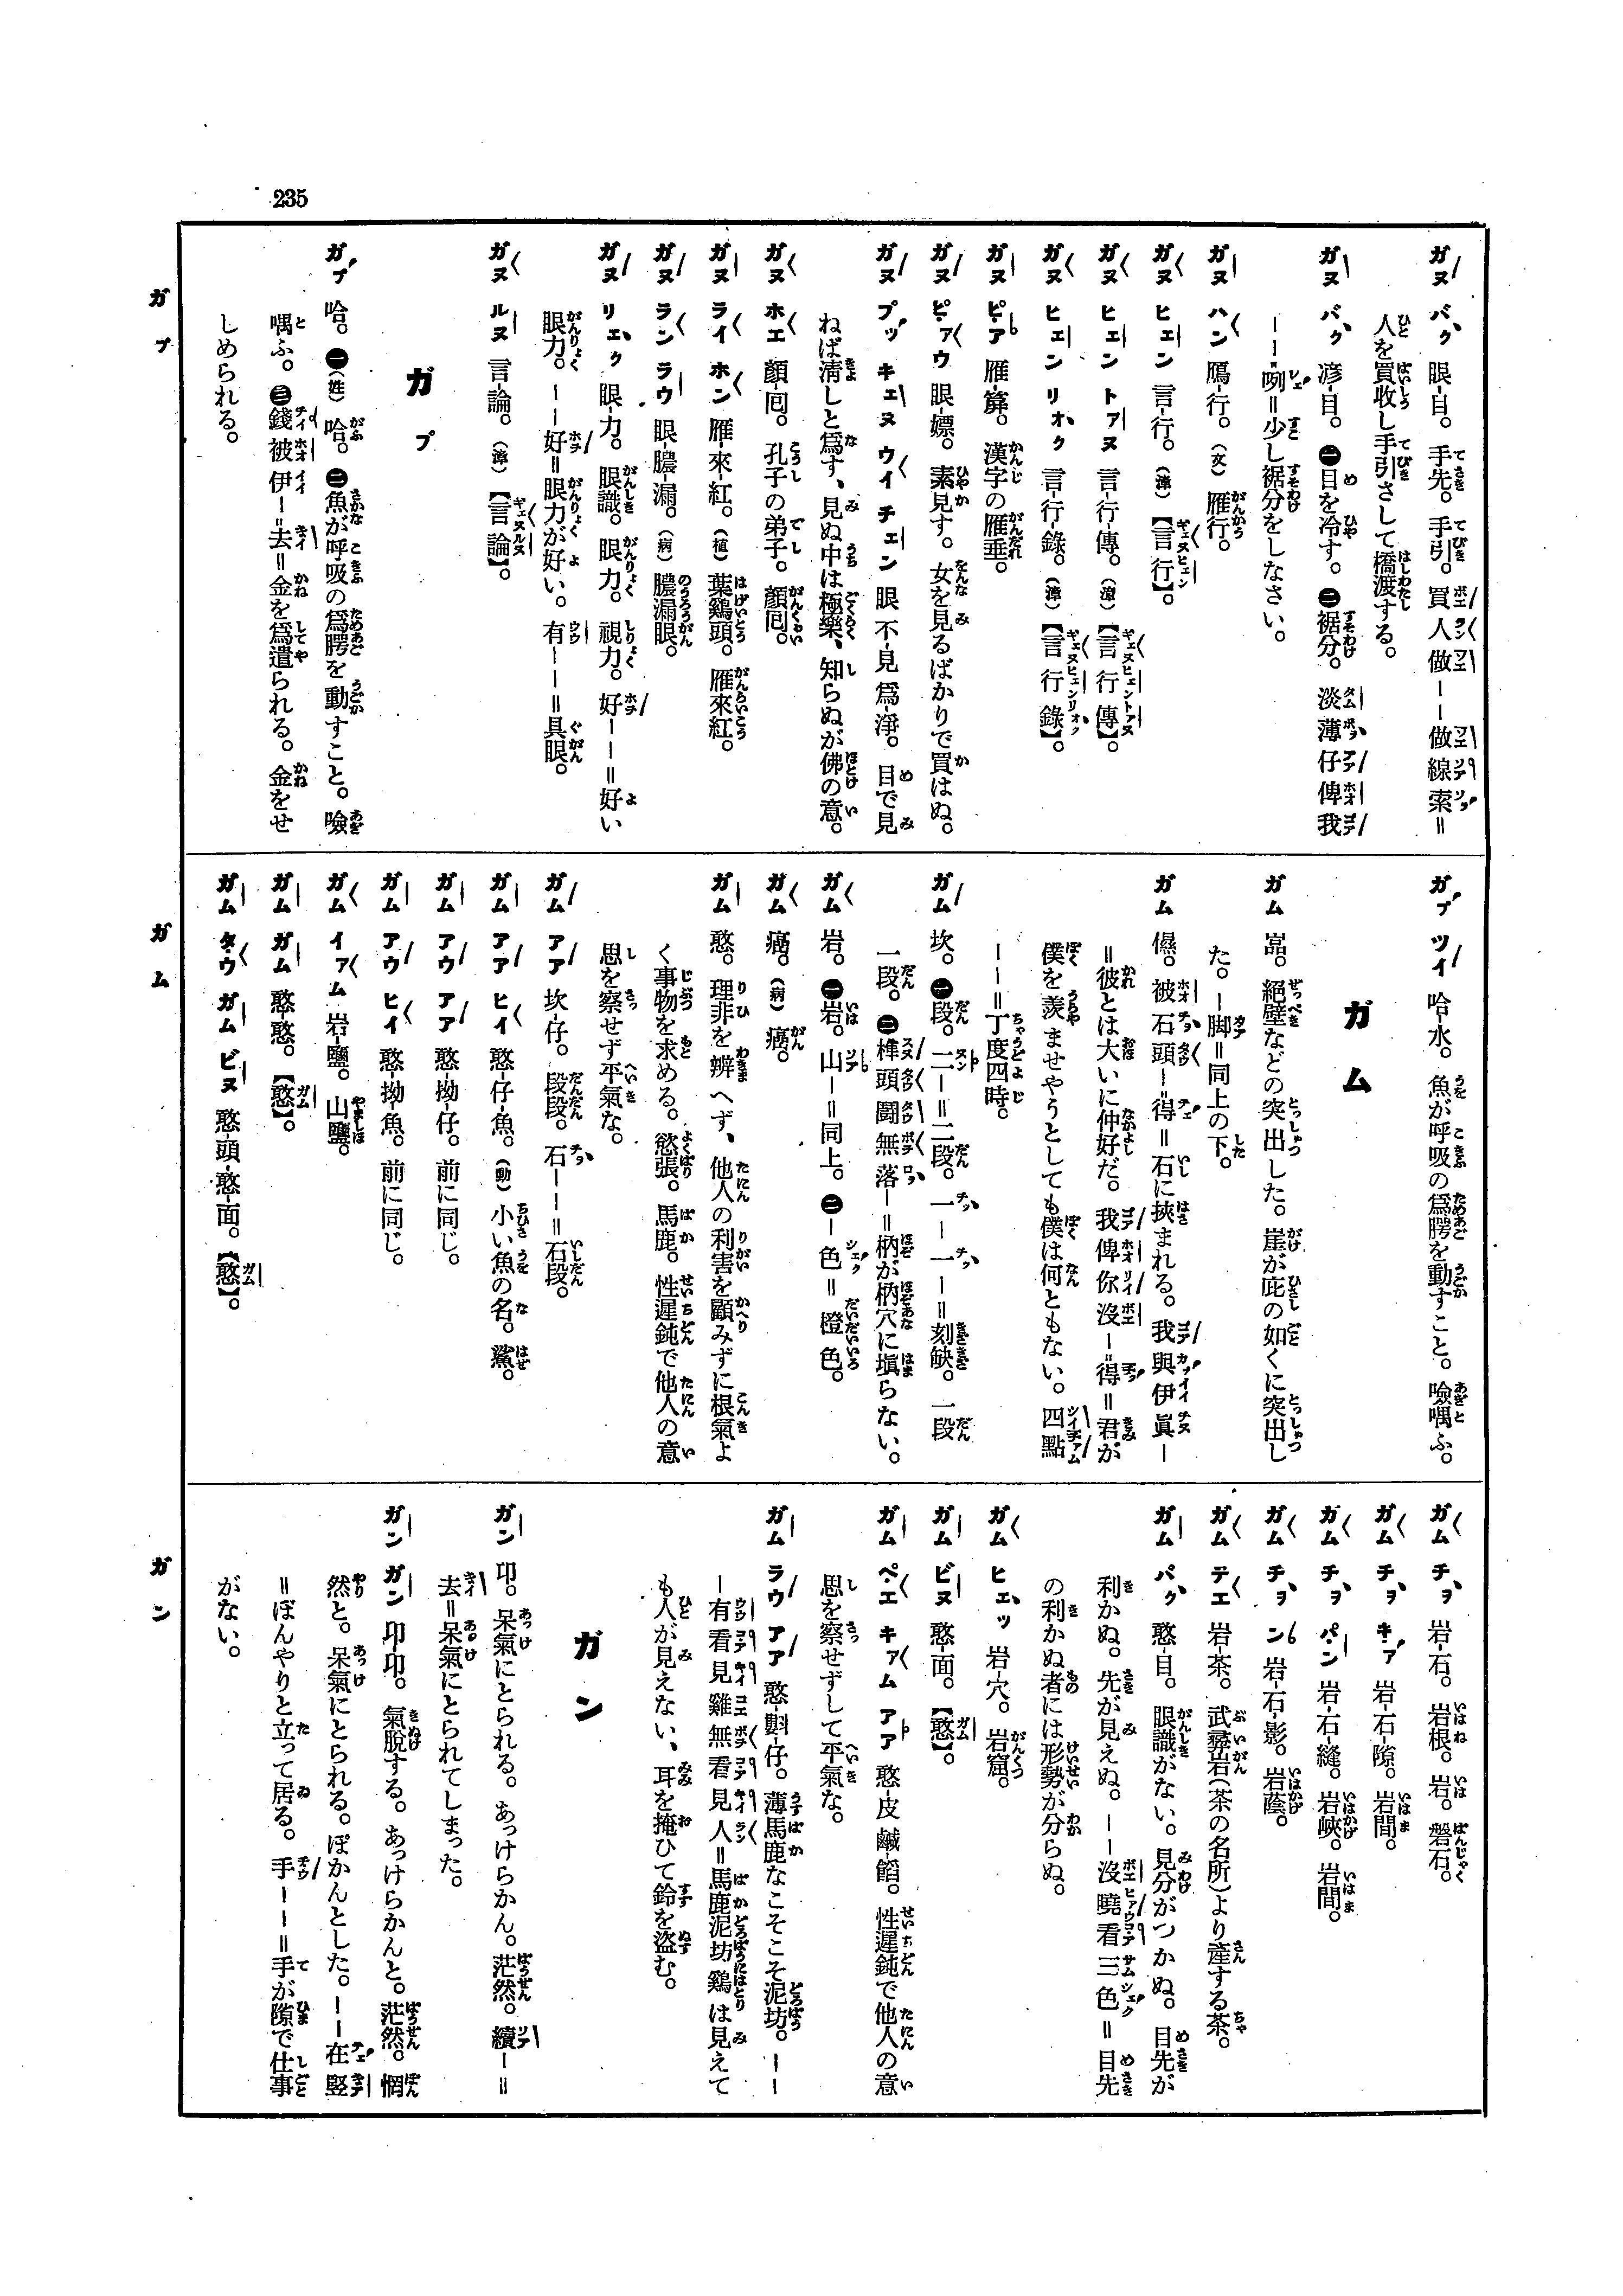 235
ガヌ バク 眼-目。手先。手引。買人做——做線索=
人を買收し手引さして橋渡する。
ガヌ バク 㱃-目。㊀目を冷す。㊁裾分。淡薄仔俾我
——咧=少し裾分をしなさい。
ガヌ ハン 鴈-行。(文)雁行。
ガヌ ヒェン 言-行。(漳)【言行】。
ガヌ ヒェン トァヌ 言-行-傳。(漳)【言行傳】。
ガヌ ヒェン リオク 言-行-錄。(漳)【言行錄】。
ガヌ ピア 雁-厛。漢字の雁垂。
ガヌ ピァウ 眼-嫖。素見す。女を見るばかりで買はぬ。
ガヌ プッ キェヌ ウイ チェン 眼不-見爲-淨。目で見
ねば淸しと爲す、見ぬ中は極樂、知らぬが佛の意。
ガヌ ホエ 顏-囘。孔子の弟子。顏囘。
ガヌ ライ ホン 雁-來-紅。(植)葉鷄頭。雁來紅。
ガヌ ラン ラウ 眼-膿-漏。(病)膿漏眼。
ガヌ リェク 眼-力。眼識。眼力。視力。好——=好い
眼力。——好=眼力が好い。有——=具眼。
ガヌ ルヌ 言-論。(漳)【言論】。
ガプ
ガプ 哈。㊀(姓)哈。㊁魚が呼吸の爲腭を動すこと。噞
喁ふ。㊂錢被伊—去=金を爲遣られる。金をせ
しめられる。
ガプ
ガプ ツイ 哈-水。魚が呼吸の爲腭を動すこと。噞喁ふ。
ガム
ガム 嵓。絕壁などの突出した。崖が庇の如くに突出し
た。—脚=同上の下。
ガム 儑。被石頭—得=石に挾まれる。我與伊眞—
=彼とは大いに仲好だ。我俾你沒—得=君が
僕を羨ませやうとしても僕は何ともない。四點
——=丁度四時。
ガム 坎。㊀段。二—=二段。一—一—=刻缺。一段
一段。㊁榫頭鬪無落—=枘が枘穴に塡らない。
ガム 岩。㊀岩。山—=同上。㊁—色=橙色。
ガム 癌。(病)癌。
ガム 憨。理非を辨へず、他人の利害を顧みずに根氣よ
く事物を求める。慾張。馬鹿。性遲鈍で他人の意
思を察せず平氣な。
ガム アア 坎-仔。段段。石——=石段。
ガム アア ヒイ 憨-仔-魚。(動)小い魚の名。鯊。
ガム アウ アア 憨-拗-仔。前に同じ。
ガム アウ ヒイ 憨-拗-魚。前に同じ。
ガム イァム 岩-鹽。山鹽。
ガム ガム 憨-憨。【憨】。
ガム タウ ガム ビヌ 憨-頭-憨-面。【憨】。
ガム
ガム チォ 岩-石。岩根。岩。磐石。
ガム チォ キァ 岩-石-隙。岩間。
ガム チォ パン 岩-石-縫。岩峽。岩間。
ガム チォ ン 岩-石-影。岩蔭。
ガム テエ 岩-茶。武彝岩(茶の名所)より產する茶。
ガム バク 憨-目。眼識がない。見分がつかぬ。目先が
利かぬ。先が見えぬ。——沒曉看三色=目先
の利かぬ者には形勢が分らぬ。
ガム ヒェッ 岩-穴。岩窟。
ガム ビヌ 憨-面。【憨】。
ガム ペエ キァム アア 憨-皮鹹-餡。性遲鈍で他人の意
思を察せずして平氣な。
ガム ラウ アア 憨-㔧-仔。薄馬鹿なこそこそ泥坊。——
—有看見雞無看見人=馬鹿泥坊鷄は見えて
も人が見えない、耳を掩ひて鈴を盜む。
ガン
ガン 卬。呆氣にとられる。あっけらかん。茫然。續—=
去=呆氣にとられてしまった。
ガン ガン 卬-卬。氣脫する。あっけらかんと。茫然。惘
然と。呆氣にとられる。ぽかんとした。——在竪
=ぼんやりと立って居る。手——=手が隙で仕事
がない。
ガン